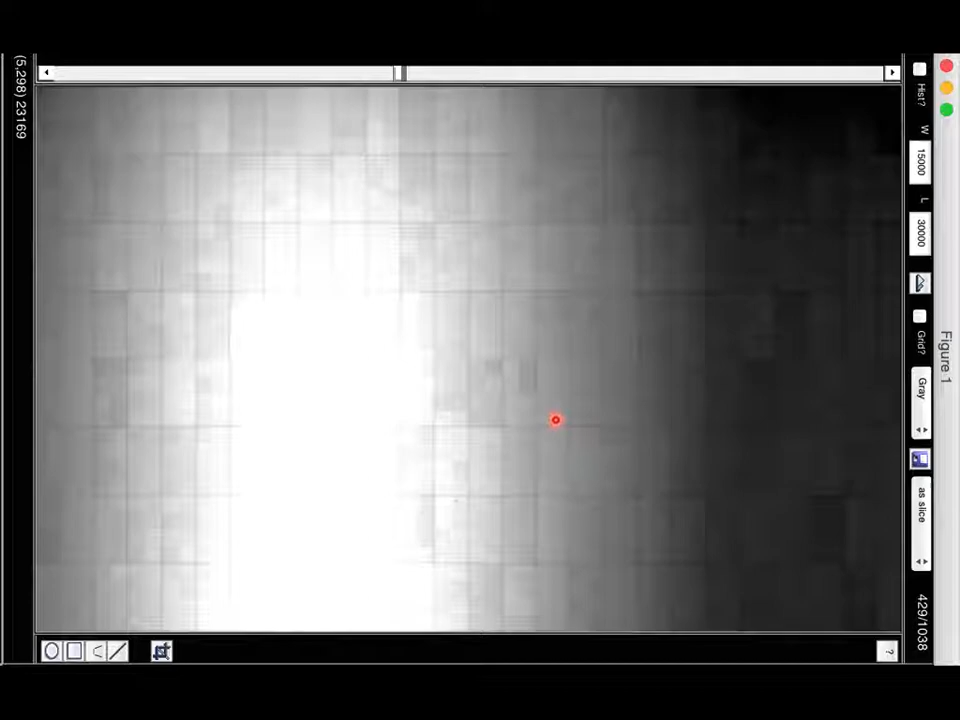 Figure 1
Hist?
W
15000
L
30000
Grid?
Gray
as slice
429/1038
?
(5,298) 23169